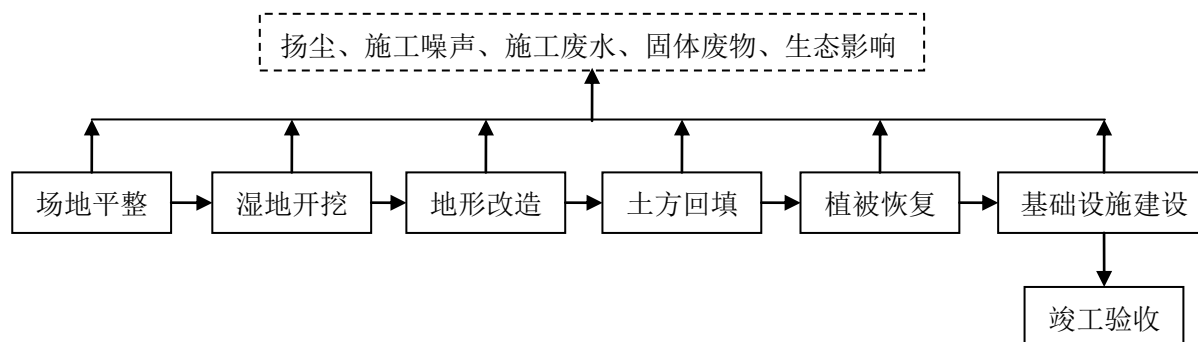 扬尘、施工噪声、施工废水、固体废物、生态影响
场地平整
湿地开挖
地形改造
土方回填
植被恢复
基础设施建设
竣工验收